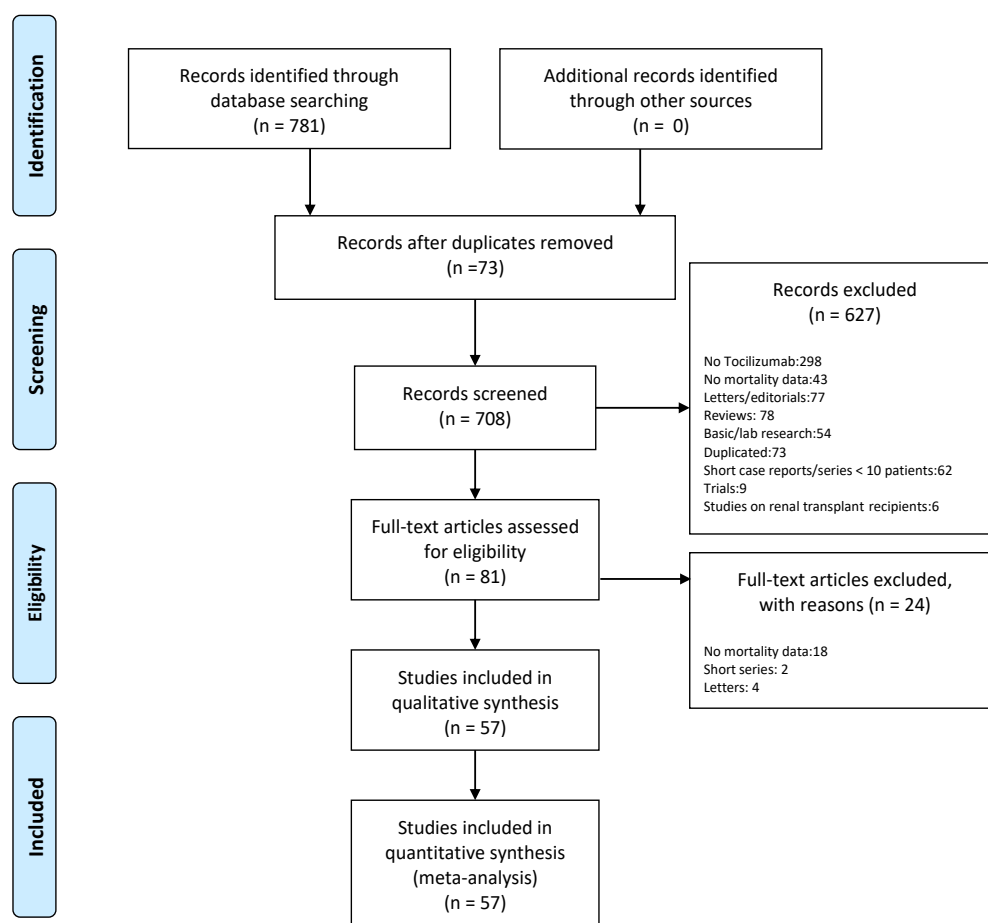 Identification
Records identified through
database searching
(n = 781)
Additional records identified
through other sources
(n = 0)
Records after duplicates removed
(n =73)
Screening
Records screened
(n = 708)
Records excluded
(n = 627)
No Tocilizumab:298
No mortality data:43
Letters/editorials:77
Reviews: 78
Basic/lab research:54
Duplicated:73
Short case reports/series < 10 patients:62
Trials:9
Studies on renal transplant recipients:6
Eligibility
Full-text articles assessed
for eligibility
(n = 81)
Full-text articles excluded,
with reasons (n = 24)
No mortality data:18
Short series: 2
Letters: 4
Studies included in
qualitative synthesis
(n = 57)
Included
Studies included in
quantitative synthesis
(meta-analysis)
(n = 57)